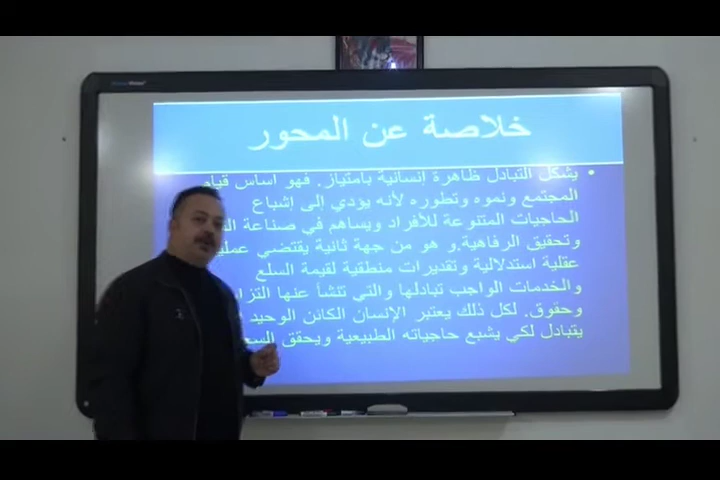 خلاصة عن المحور
يشكل التبادل ظاهرة إنسانية بامتياز. فهو اساس قيام
المجتمع ونموه وتطوره لأنه يؤدي إلى إشباع
الحاجيات المتنوعة للأفراد ويساهم في صناعة
وتحقيق الرفاهية.و هو من جهة ثانية يقتضي
عقلية استدلالية وتقديرات منطقية لقيمة السلع
والخدمات الواجب تبادلها والتي تنشأ عنها
وحقوق. لكل ذلك يعتبر الإنسان الكائن الوحيد
يتبادل لكي يشبع حاجياته الطبيعية ويحقق